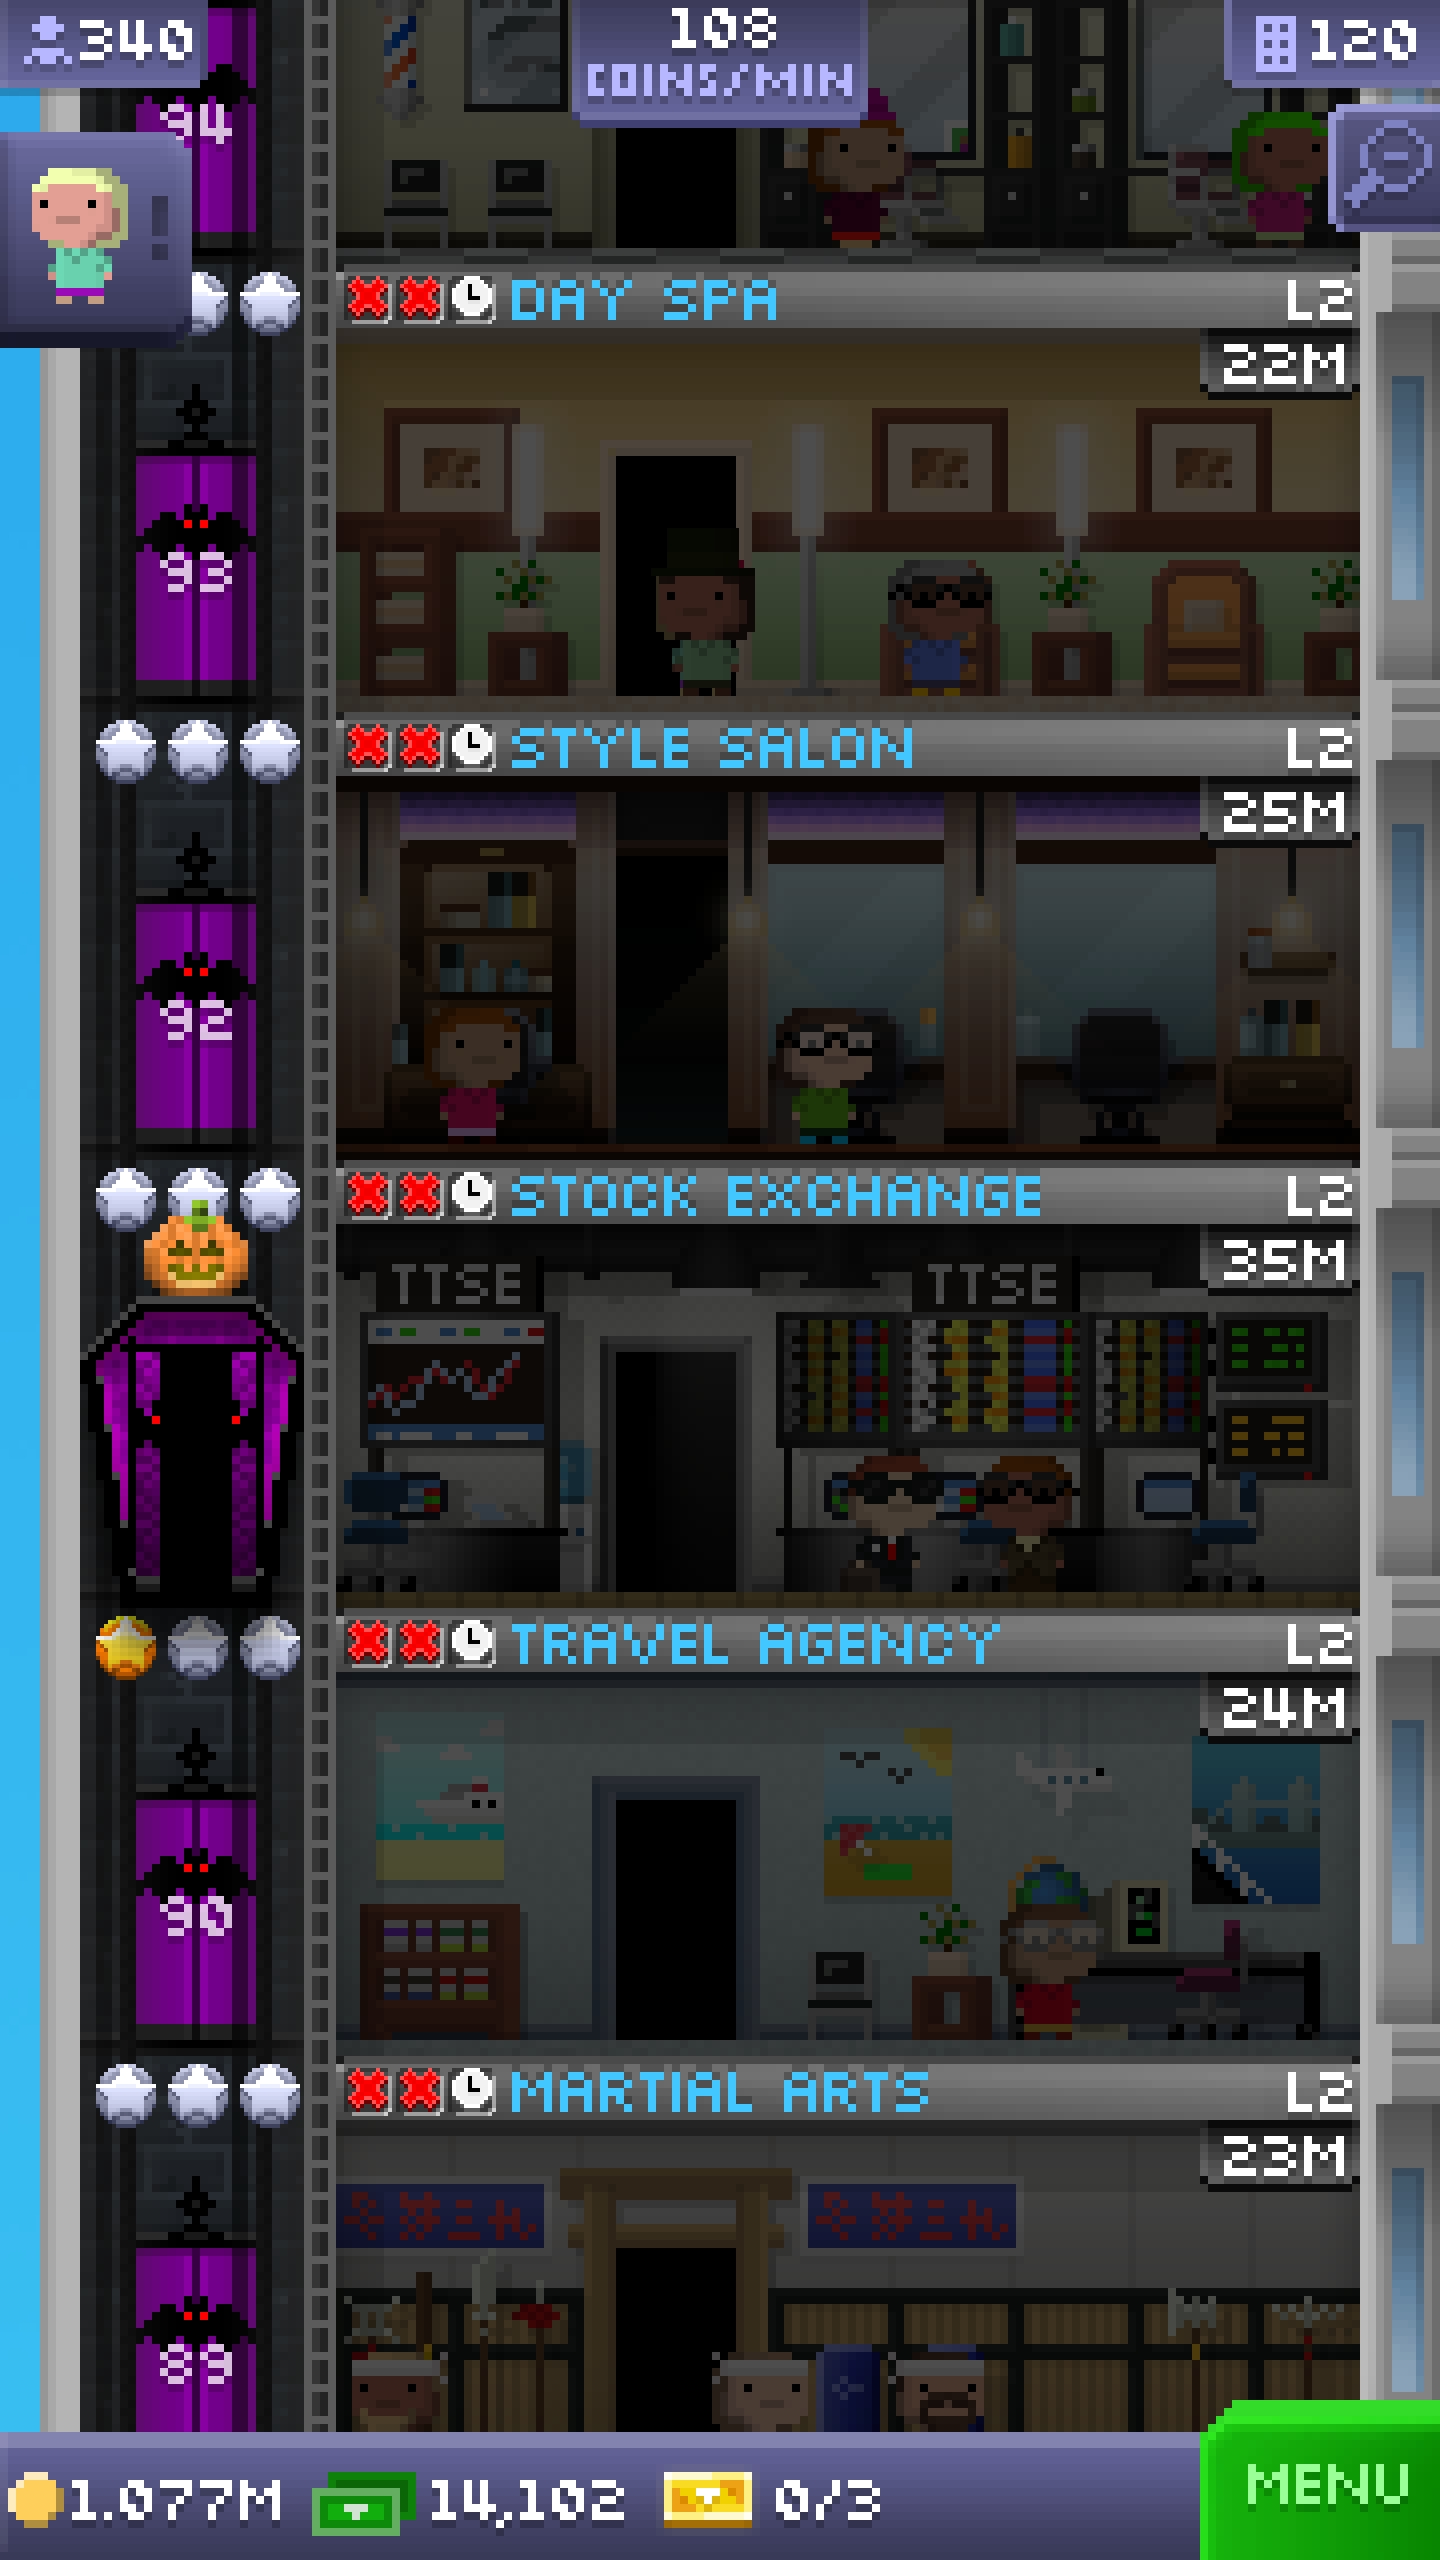 340
108
COINS/MIN
120
94
DAY SPA
L2
22M
93
STYLE SALON
L2
25M
92
STOCK EXCHANGE
L2
35M
TTSE
TTSE
TRAVEL AGENCY
L2
24M
90
MARTIAL ARTS
L2
23M
89
1.077M
14,102
0/3
MENU